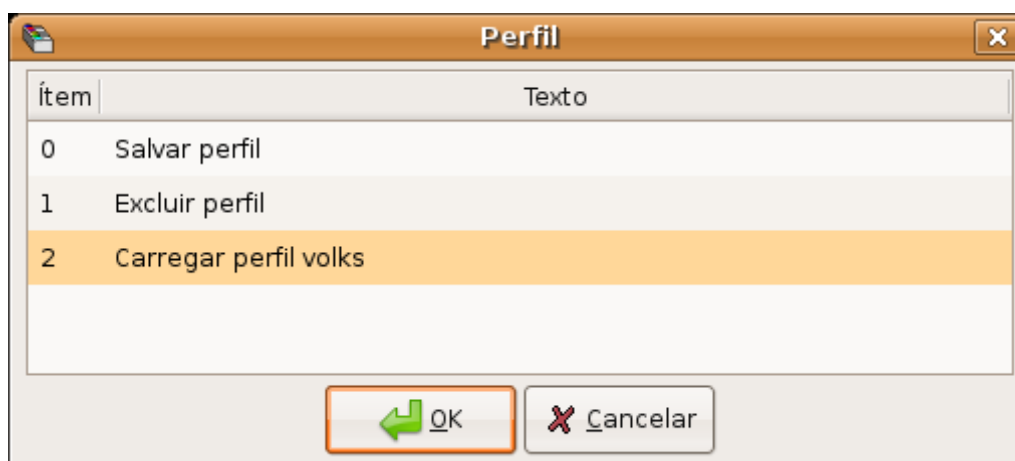 Perfil
Ítem Texto
0 Salvar perfil
1 Excluir perfil
2 Carregar perfil volks
OK Cancelar